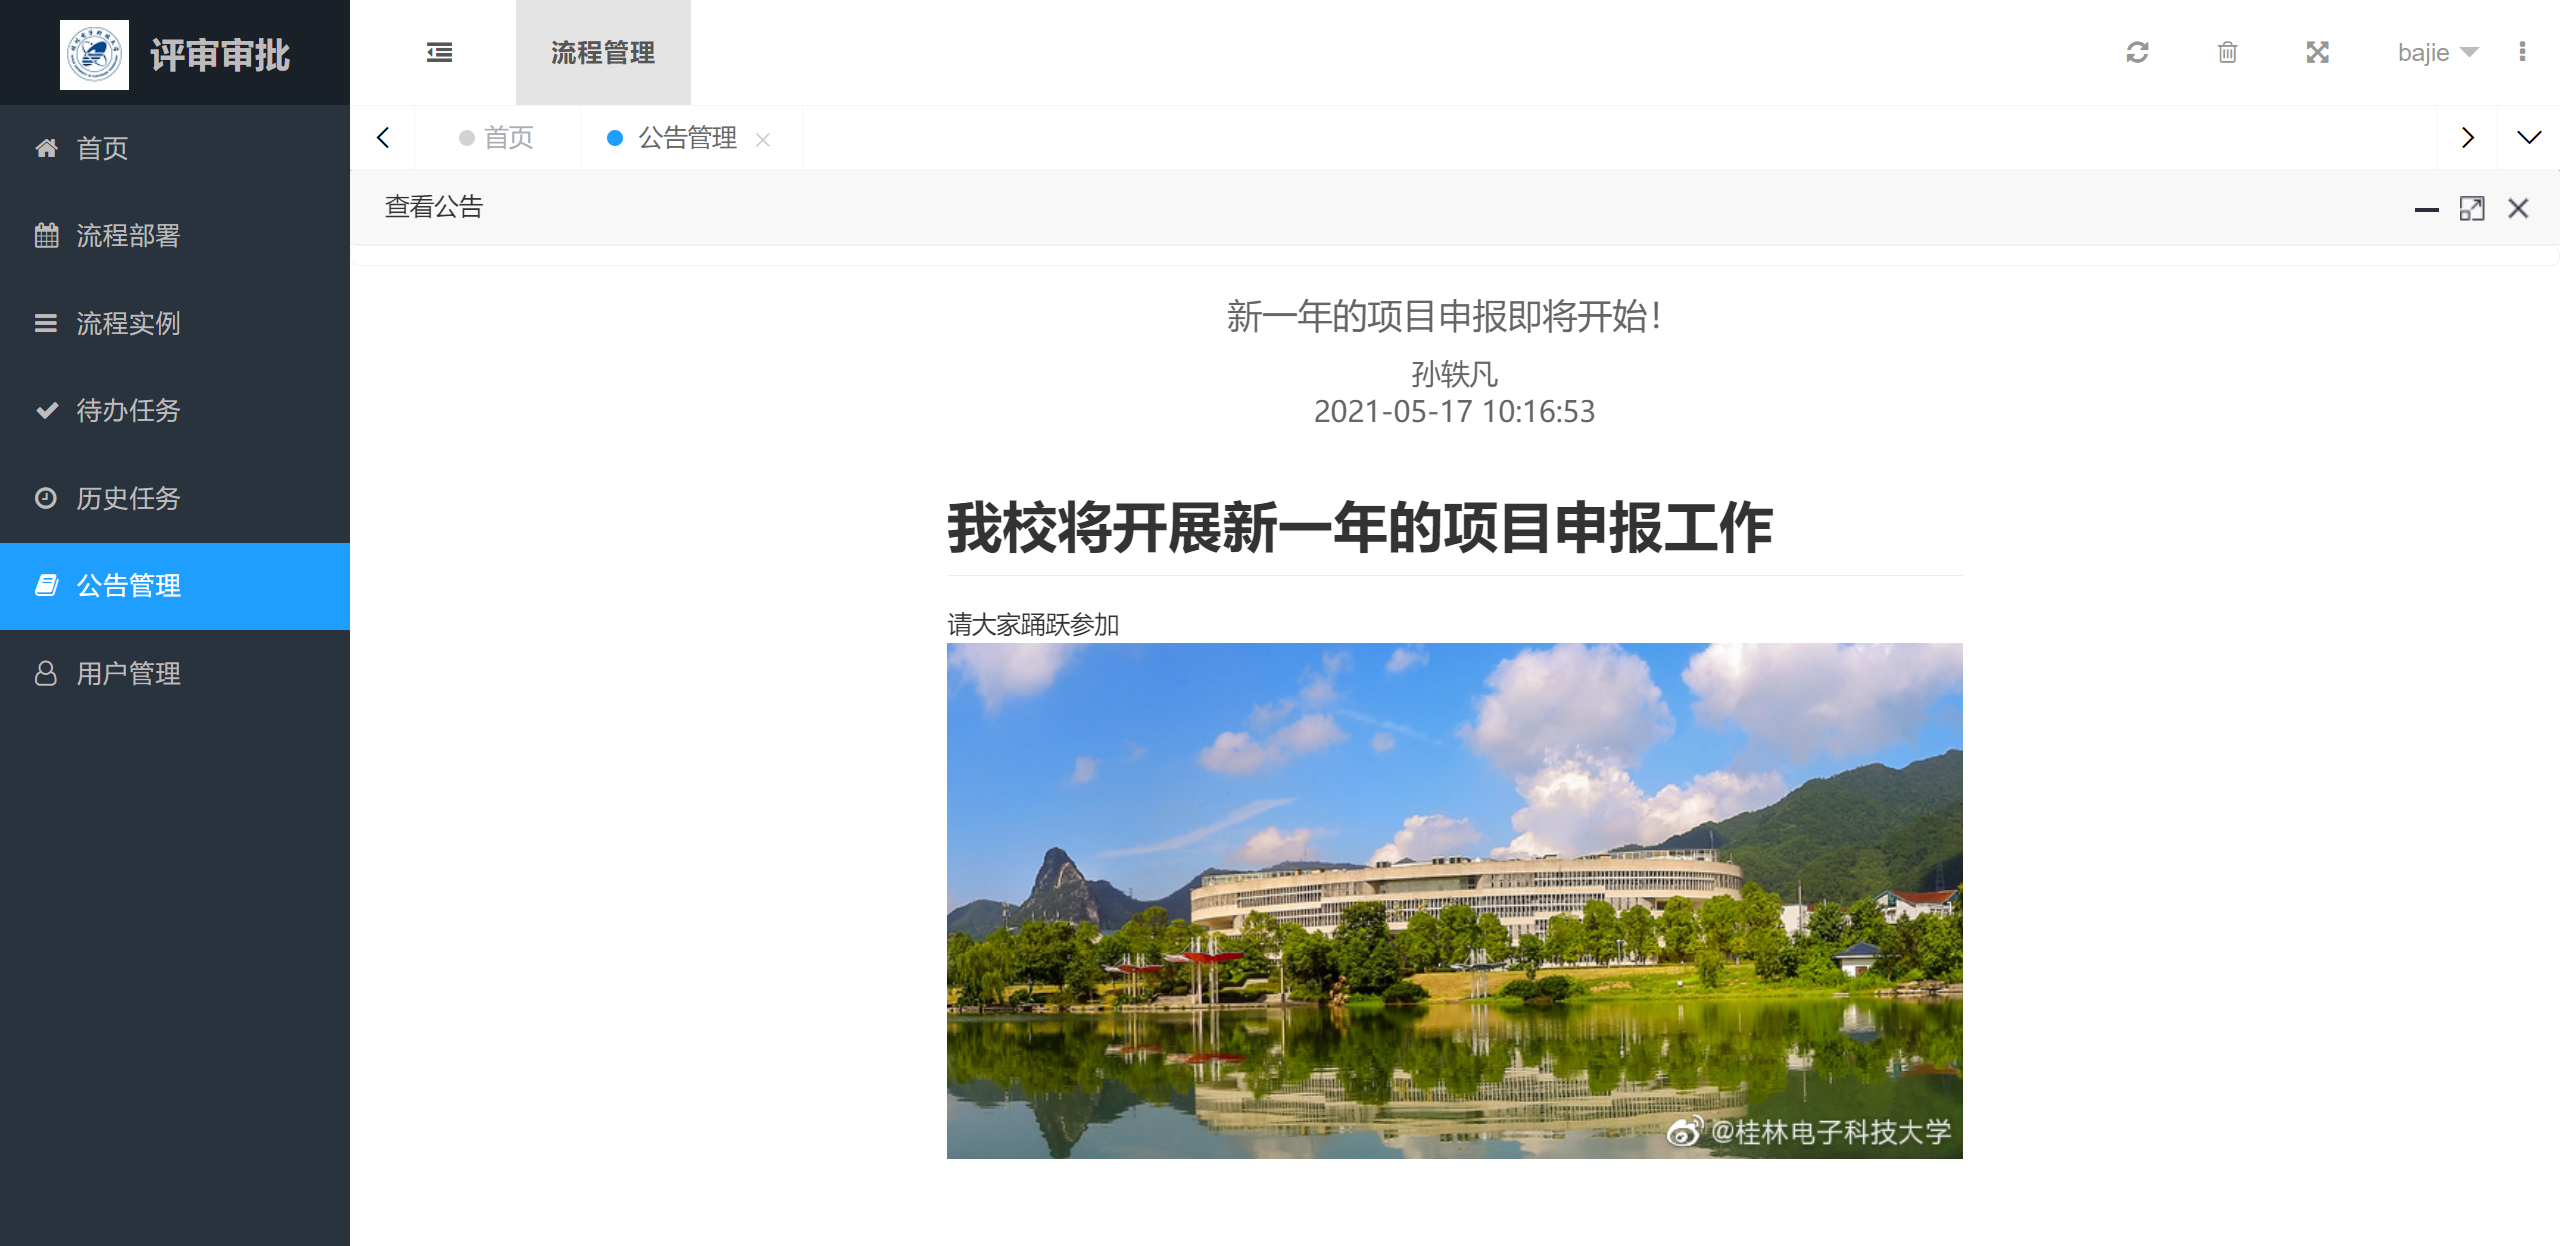 评审审批
流程管理
bajie
首页
流程部署
流程实例
待办任务
历史任务
公告管理
用户管理
首页
公告管理
查看公告
新一年的项目申报即将开始！
孙轶凡
2021-05-17 10:16:53
我校将开展新一年的项目申报工作
请大家踊跃参加
@桂林电子科技大学